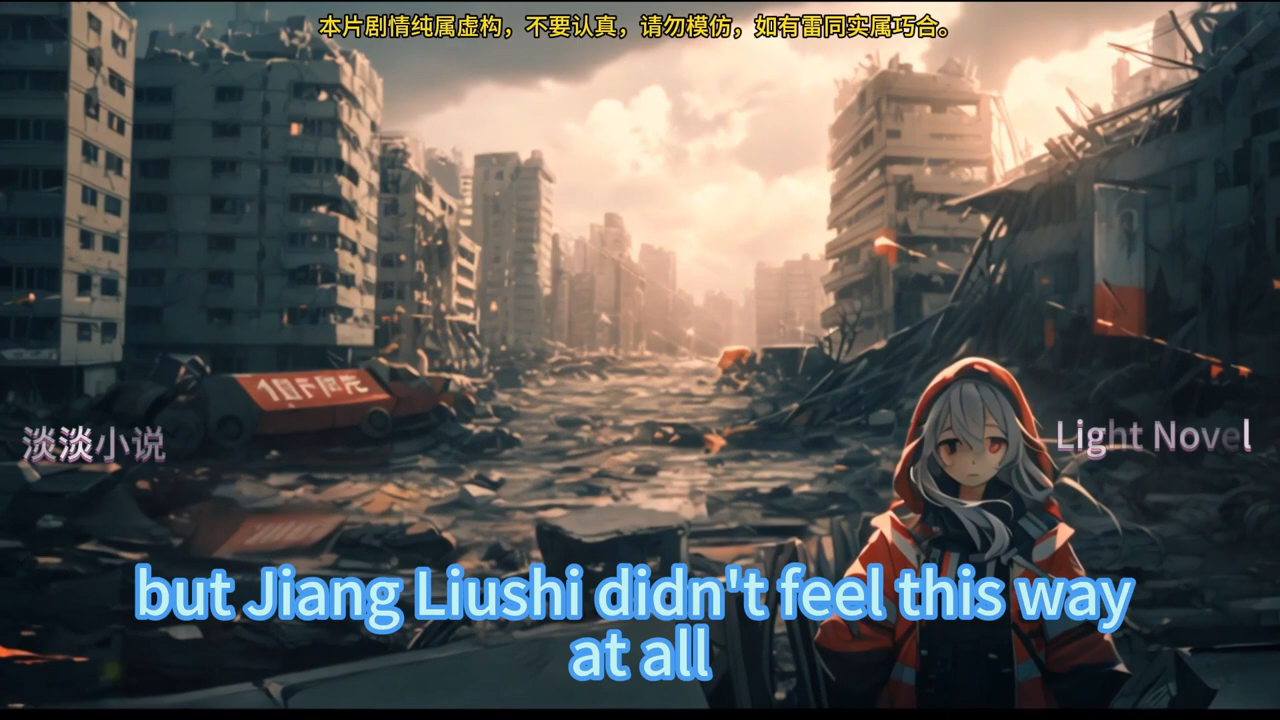 本片剧情纯属虚构，不要认真，请勿模仿，如有雷同实属巧合。
淡淡小说
Light Novel
but Jiang Liushi didn't feel this way
at all